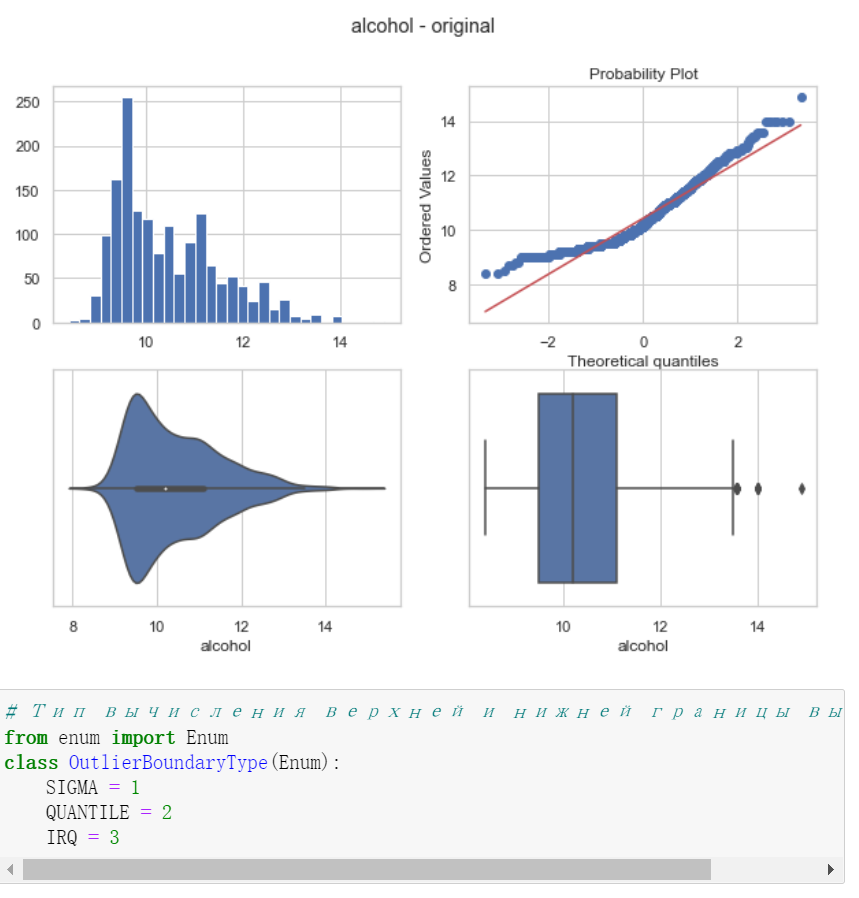 alcohol - original
250
200
150
100
50
0
10 12 14
Probability Plot
Ordered Values
14
12
10
8
−2 0 2
Theoretical quantiles
8 10 12 14
alcohol
10 12 14
alcohol
# Тип вычисления верхней и нижней границы вы
from enum import Enum
class OutlierBoundaryType(Enum):
    SIGMA = 1
    QUANTILE = 2
    IRQ = 3